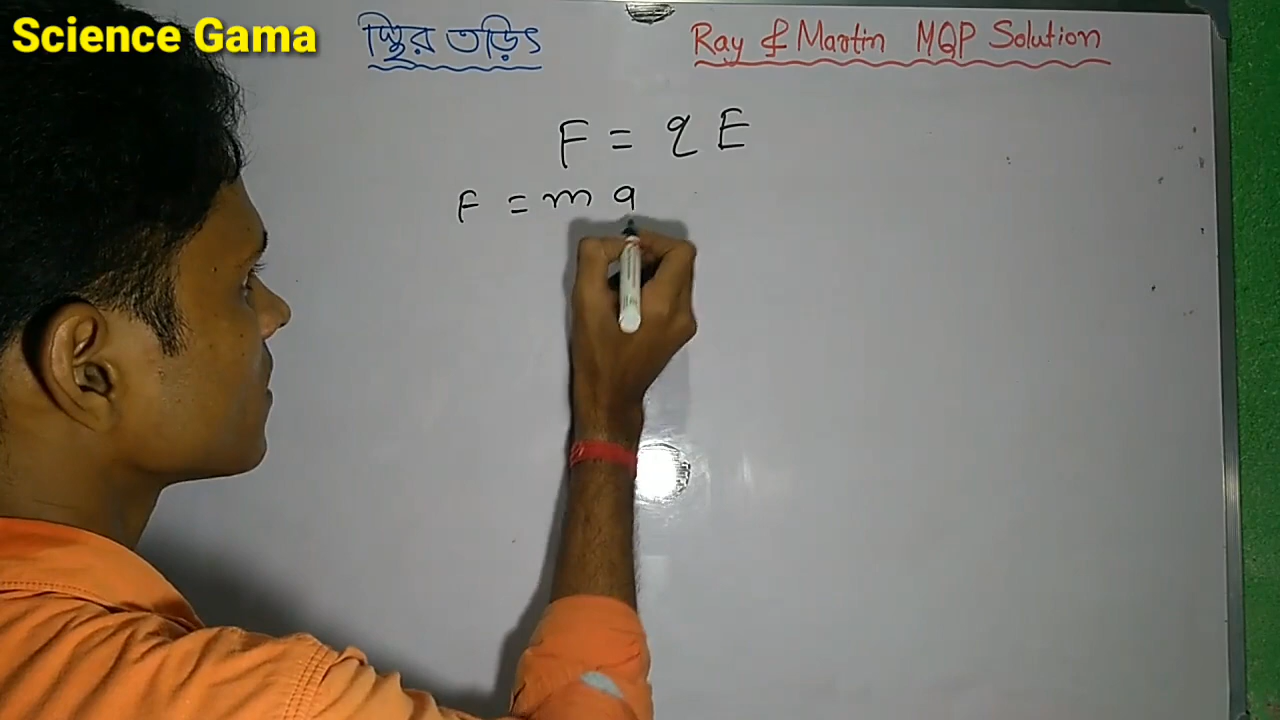 Science Gama
স্থির তড়িৎ
Ray & Martin MQP Solution
F = q E
F = m a